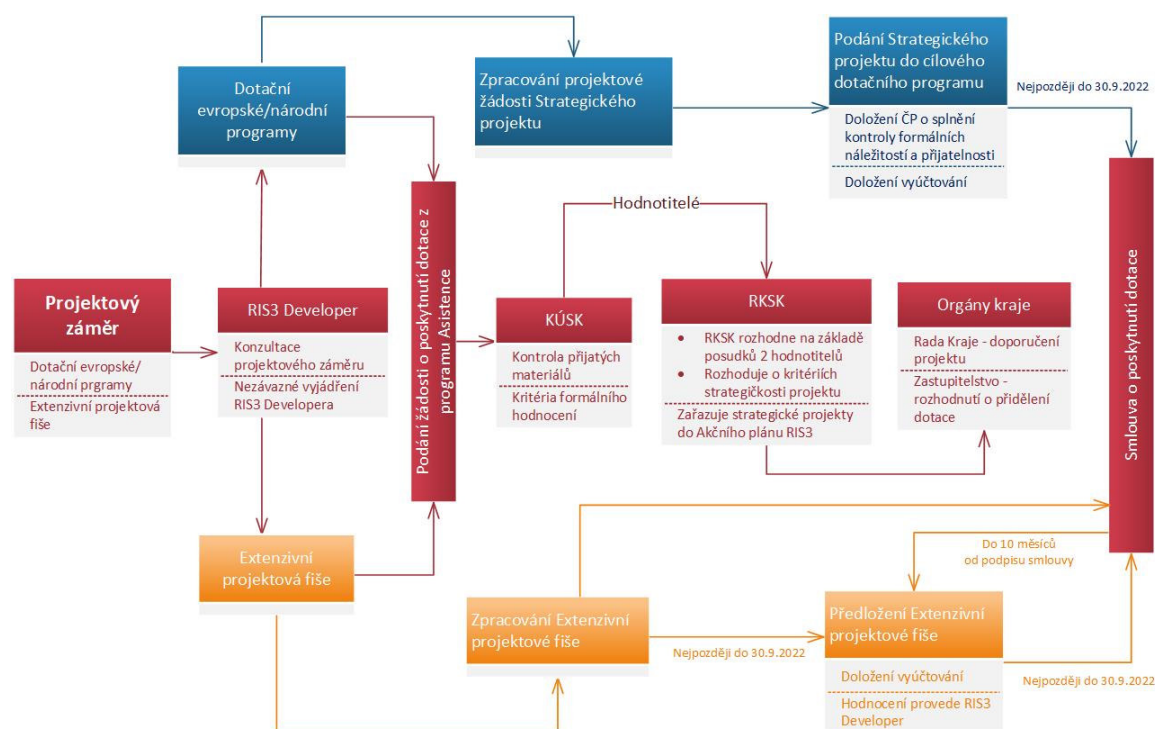 Dotační
evropské/národní
programy
Zpracování projektové
žádosti Strategického
projektu
Podání Strategického
projektu do cílového
dotačního programu
Doložení ČP o splnění
kontroly formálních
náležitostí a přijatelnosti
Doložení vyúčtování
Nejpozději do 30.9.2022
Projektový
záměr
Dotační evropské/
národní prgramy
Extenzivní projektová
fiše
RIS3 Developer
Konzultace
projektového záměru
Nezávazné vyjádření
RIS3 Developera
Podání žádosti o poskytnutí dotace z
programu Asistence
Hodnotitelé
KÚSK
Kontrola přijatých
materiálů
Kritéria formálního
hodnocení
RKSK
RKSK rozhodne na základě
posudků 2 hodnotitelů
Rozhoduje o kritériích
strategičkosti projektu
Zařazuje strategické projekty
do Akčního plánu RIS3
Orgány kraje
Rada Kraje - doporučení
projektu
Zastupitelstvo -
rozhodnutí o přidělení
dotace
Smlouva o poskytnutí dotace
Extenzivní
projektová fiše
Zpracování Extenzivní
projektové fiše
Nejpozději do 30.9.2022
Do 10 měsíců
od podpisu smlouvy
Předložení Extenzivní
projektové fiše
Doložení vyúčtování
Hodnocení provede RIS3
Developer
Nejpozději do 30.9.2022